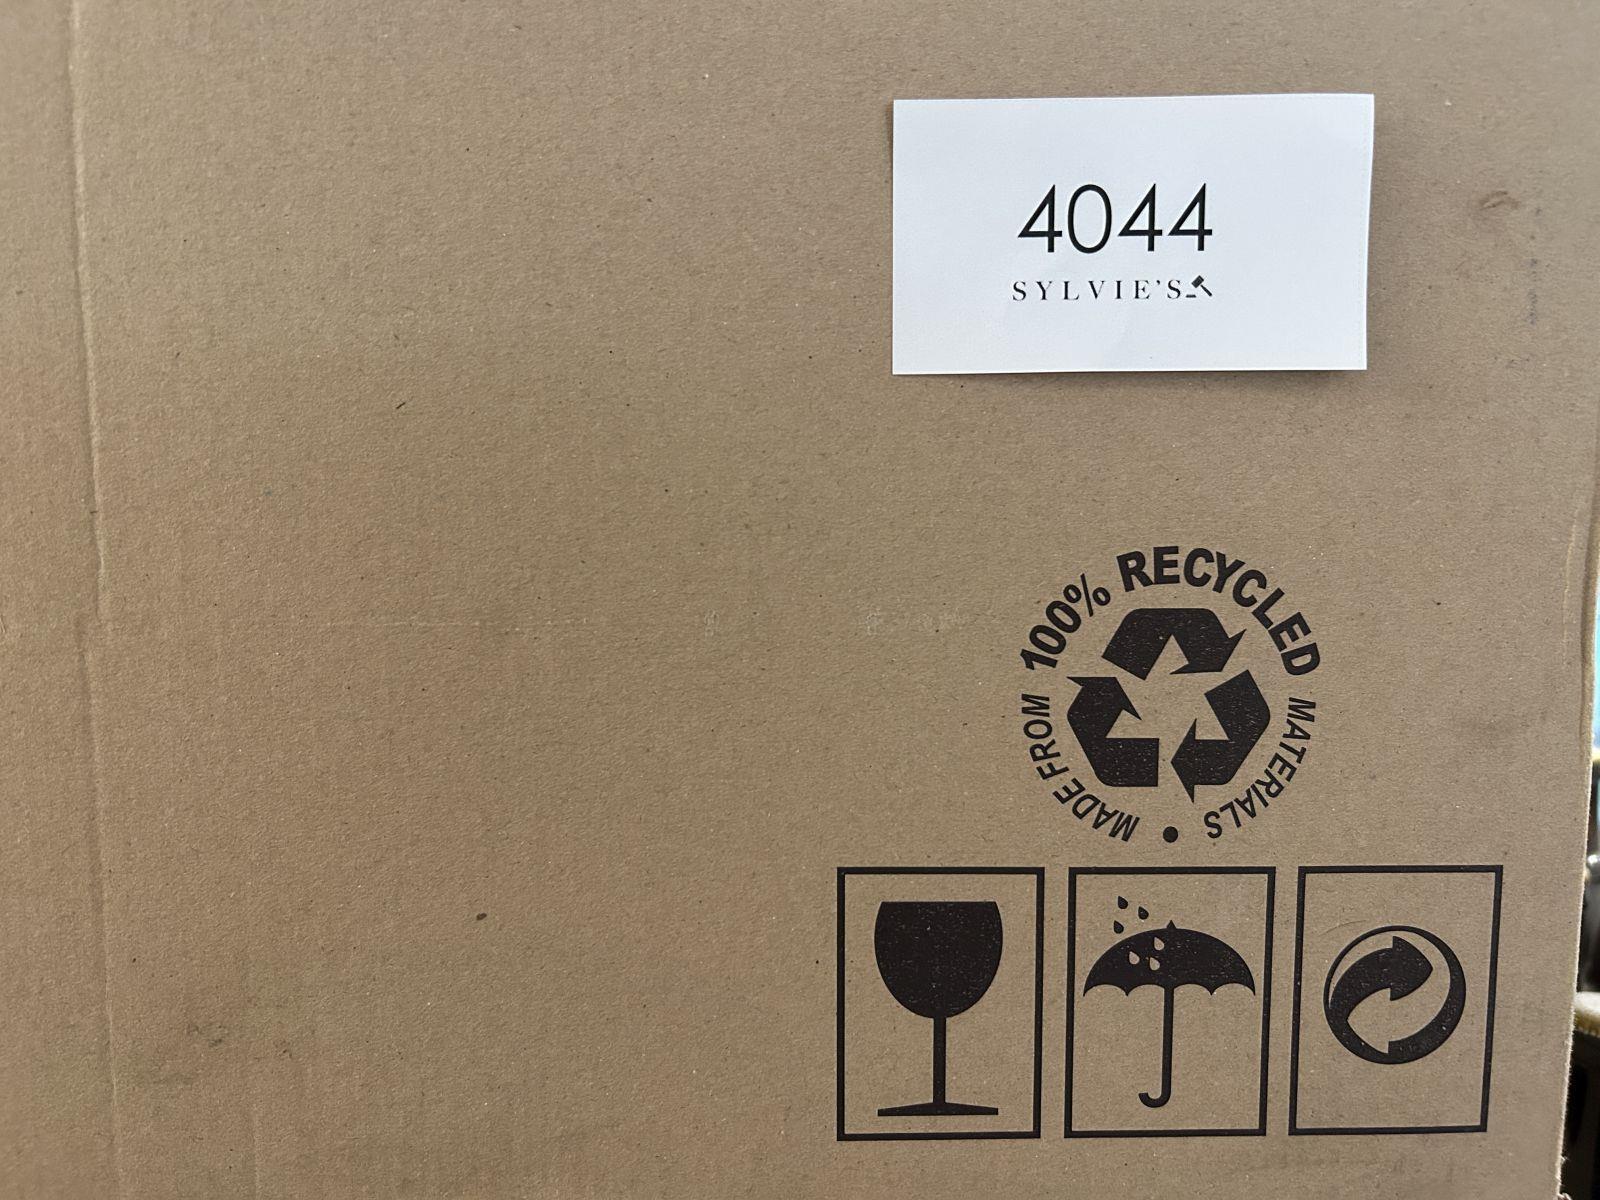 4044
SYLVIE'S
MADE FROM 100% RECYCLED MATERIALS •